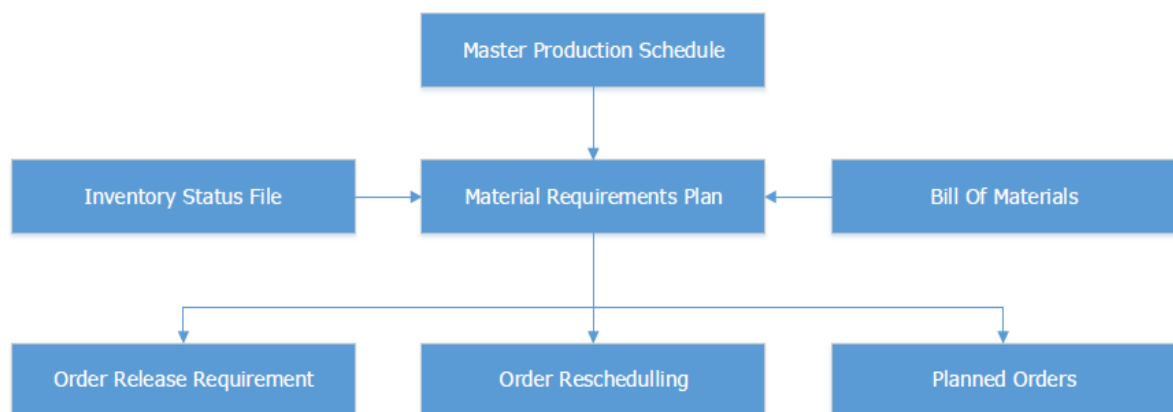 Master Production Schedule
Inventory Status File
Material Requirements Plan
Bill Of Materials
Order Release Requirement
Order Reschedulling
Planned Orders